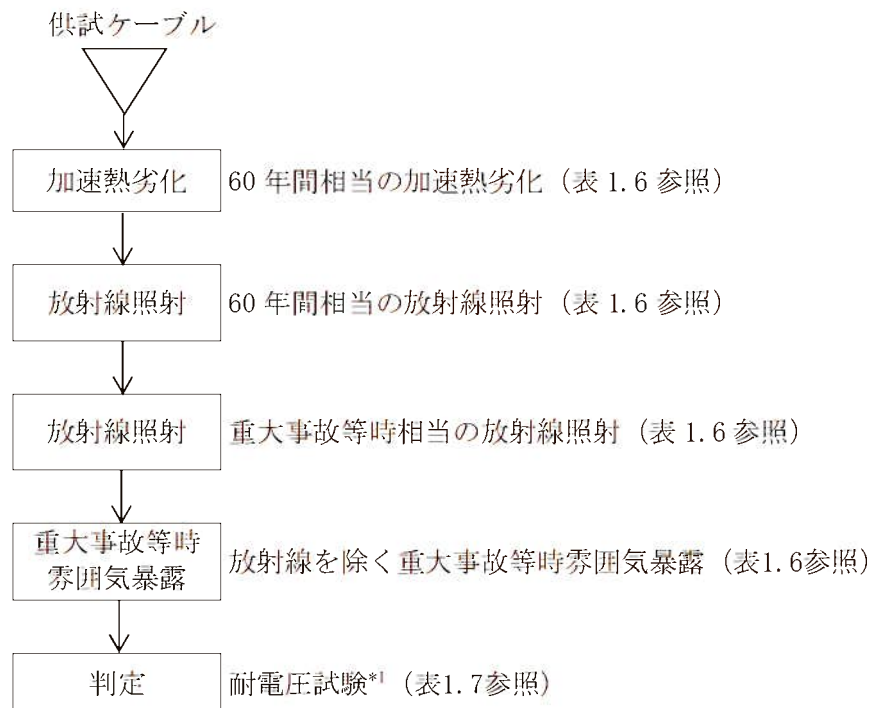 供試ケーブル
加速熱劣化 60 年間相当の加速熱劣化（表 1.6 参照）
放射線照射 60 年間相当の放射線照射（表 1.6 参照）
放射線照射 重大事故等時相当の放射線照射（表 1.6 参照）
重大事故等時
雰囲気暴露 放射線を除く重大事故等時雰囲気暴露（表1.6参照）
判定 耐電圧試験*1（表1.7参照）